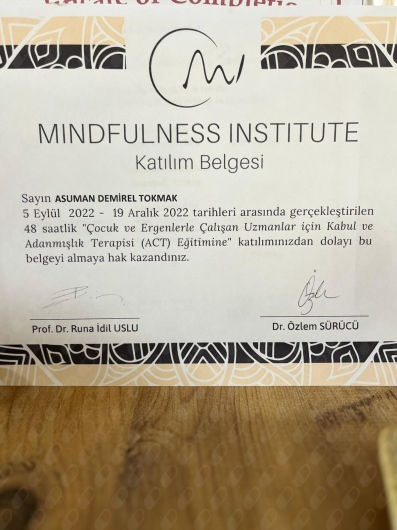 MINDFULNESS INSTITUTE
Katılım Belgesi
Sayın ASUMAN DEMİREL TOKMAK
5 Eylül 2022 - 19 Aralık 2022 tarihleri arasında gerçekleştirilen
48 saatlik "Çocuk ve Ergenlerle Çalışan Uzmanlar için Kabul ve
Adanmışlık Terapisi (ACT) Eğitimine" katılımınızdan dolayı bu
belgeyi almaya hak kazandınız.
Prof. Dr. Runa İdil USLU
Dr. Özlem SÜRÜCÜ